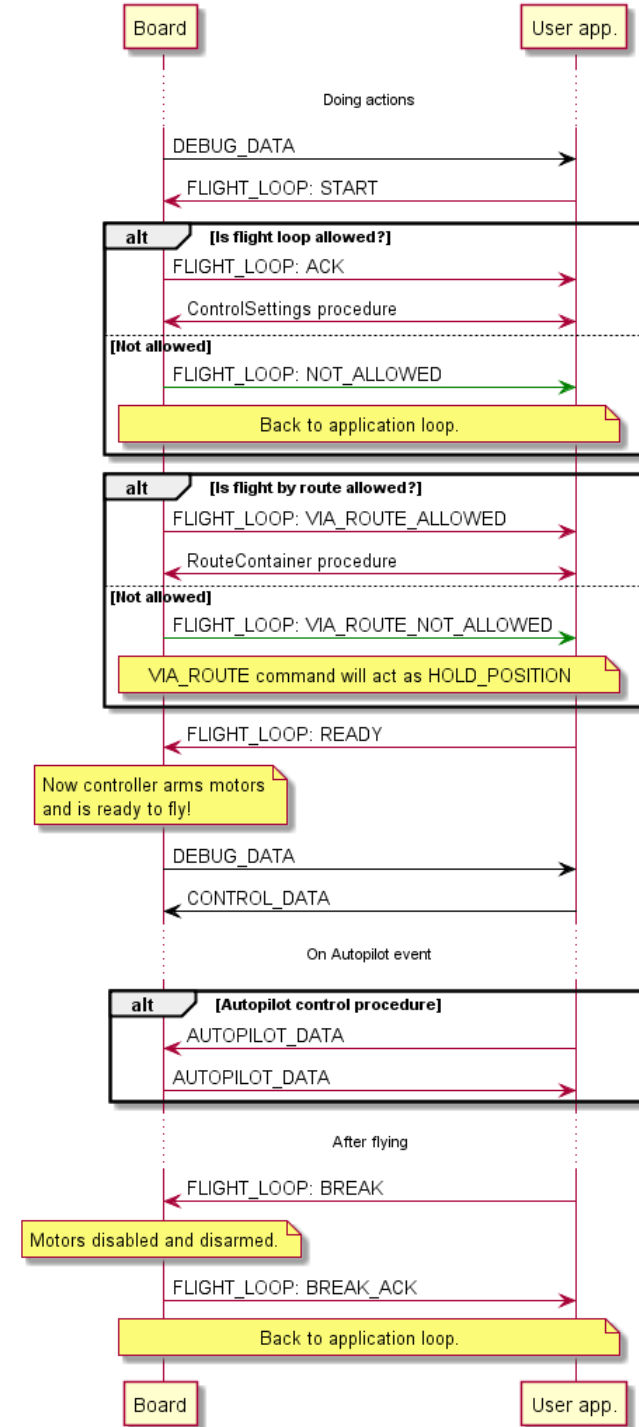 Board
User app.
Doing actions
DEBUG_DATA
FLIGHT_LOOP: START
alt [Is flight loop allowed?]
FLIGHT_LOOP: ACK
ControlSettings procedure
[Not allowed]
FLIGHT_LOOP: NOT_ALLOWED
Back to application loop.
alt [Is flight by route allowed?]
FLIGHT_LOOP: VIA_ROUTE_ALLOWED
RouteContainer procedure
[Not allowed]
FLIGHT_LOOP: VIA_ROUTE_NOT_ALLOWED
VIA_ROUTE command will act as HOLD_POSITION
FLIGHT_LOOP: READY
Now controller arms motors
and is ready to fly!
DEBUG_DATA
CONTROL_DATA
On Autopilot event
alt [Autopilot control procedure]
AUTOPILOT_DATA
AUTOPILOT_DATA
After flying
FLIGHT_LOOP: BREAK
Motors disabled and disarmed.
FLIGHT_LOOP: BREAK_ACK
Back to application loop.
Board
User app.